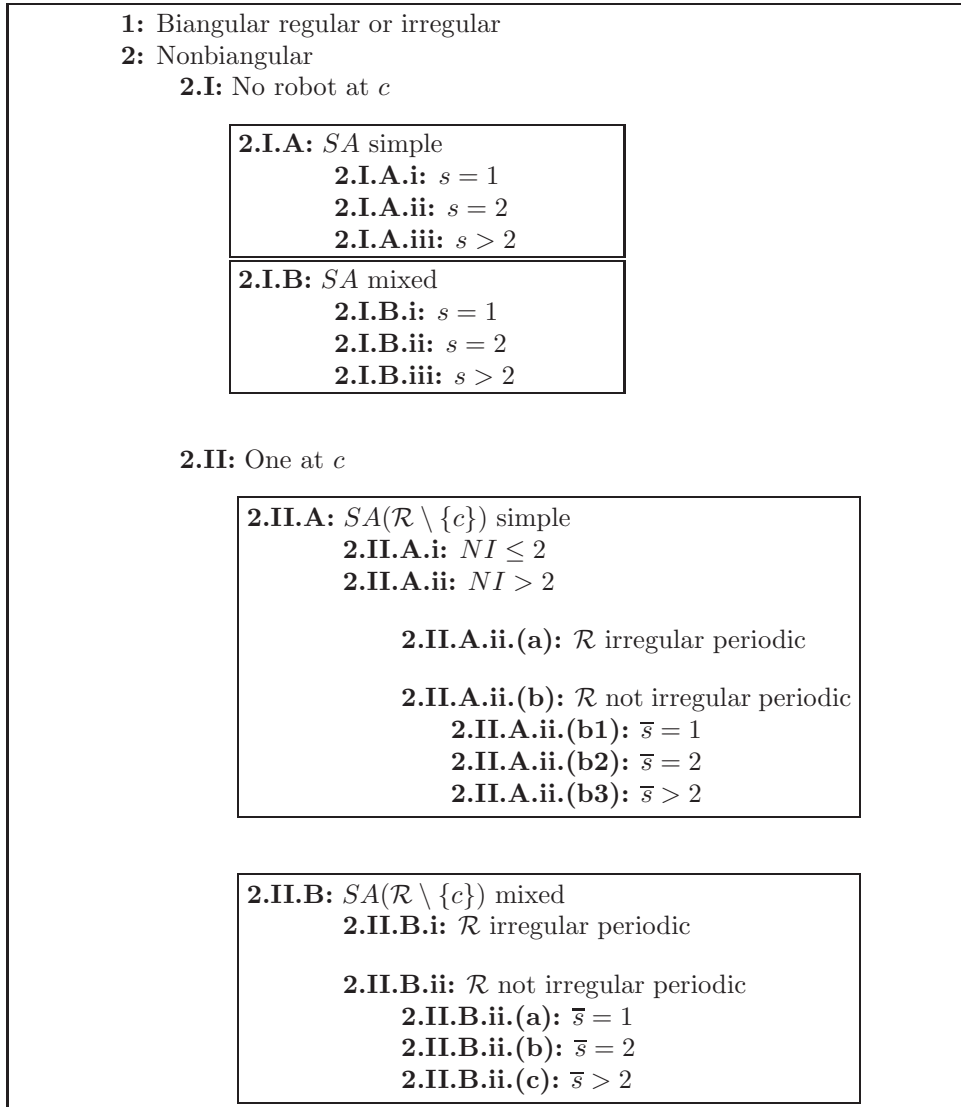 1: Biangular regular or irregular
2: Nonbiangular
2.I: No robot at c
2.I.A: SA simple
2.I.A.i: s = 1
2.I.A.ii: s = 2
2.I.A.iii: s > 2
2.I.B: SA mixed
2.I.B.i: s = 1
2.I.B.ii: s = 2
2.I.B.iii: s > 2
2.II: One at c
2.II.A: SA(ℛ \ {c}) simple
2.II.A.i: NI ≤ 2
2.II.A.ii: NI > 2
2.II.A.ii.(a): ℛ irregular periodic
2.II.A.ii.(b): ℛ not irregular periodic
2.II.A.ii.(b1): s̅ = 1
2.II.A.ii.(b2): s̅ = 2
2.II.A.ii.(b3): s̅ > 2
2.II.B: SA(ℛ \ {c}) mixed
2.II.B.i: ℛ irregular periodic
2.II.B.ii: ℛ not irregular periodic
2.II.B.ii.(a): s̅ = 1
2.II.B.ii.(b): s̅ = 2
2.II.B.ii.(c): s̅ > 2